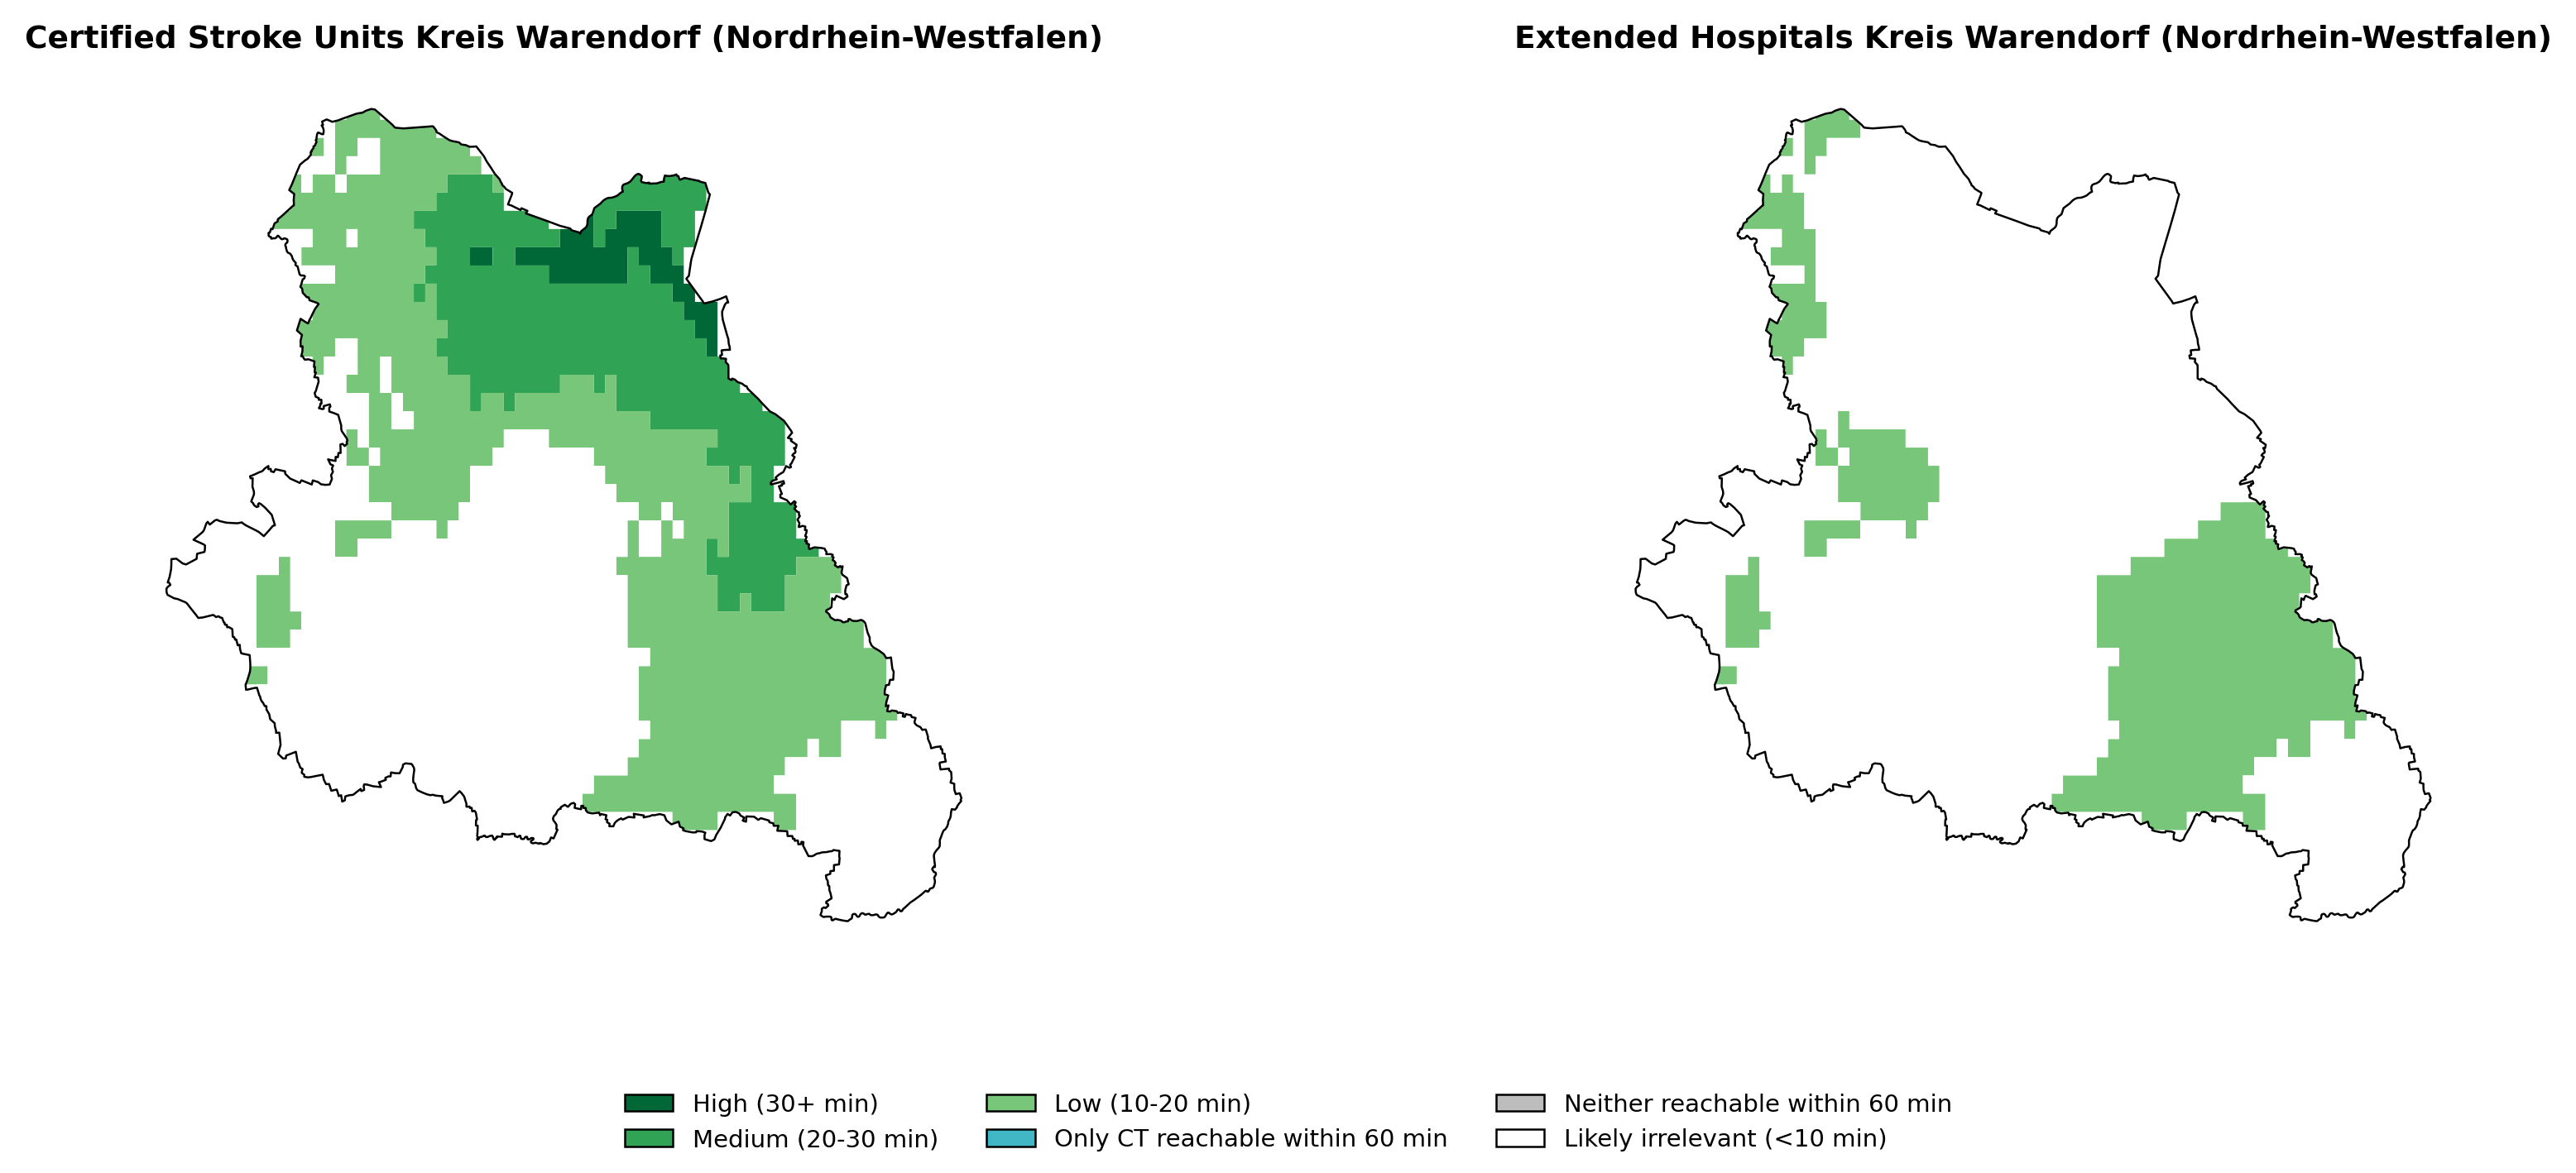 Certified Stroke Units Kreis Warendorf (Nordrhein-Westfalen)
Extended Hospitals Kreis Warendorf (Nordrhein-Westfalen)
High (30+ min)
Medium (20-30 min)
Low (10-20 min)
Only CT reachable within 60 min
Neither reachable within 60 min
Likely irrelevant (<10 min)